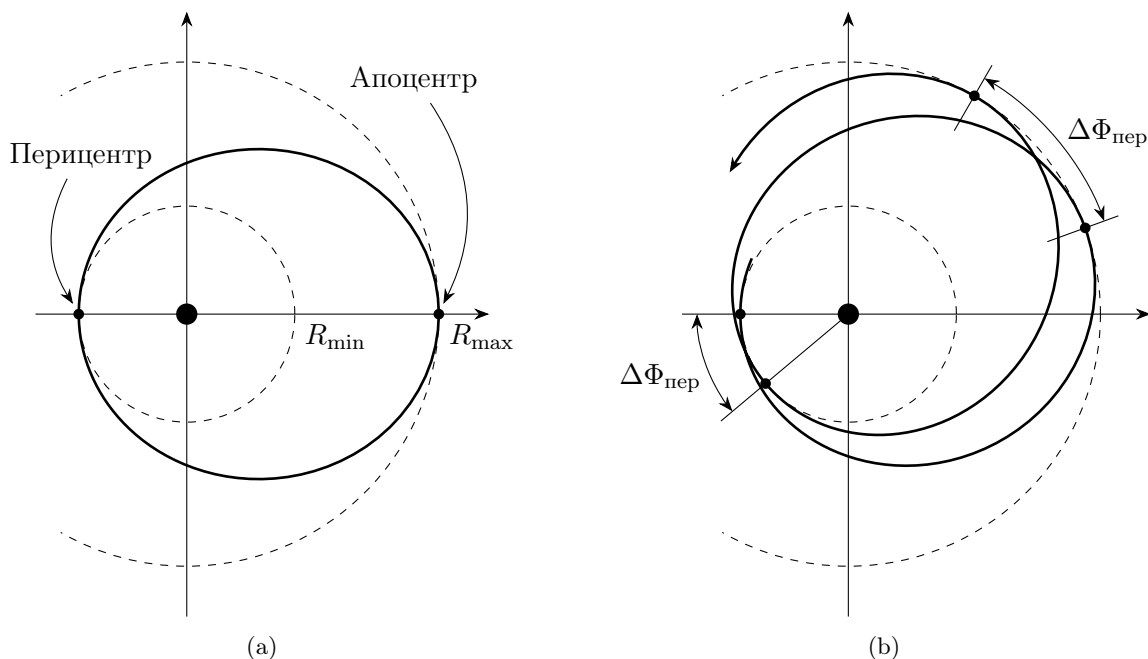 Апоцентр
Перицентр
R_min
R_max
(a)
ΔΦ_пер
ΔΦ_пер
(b)